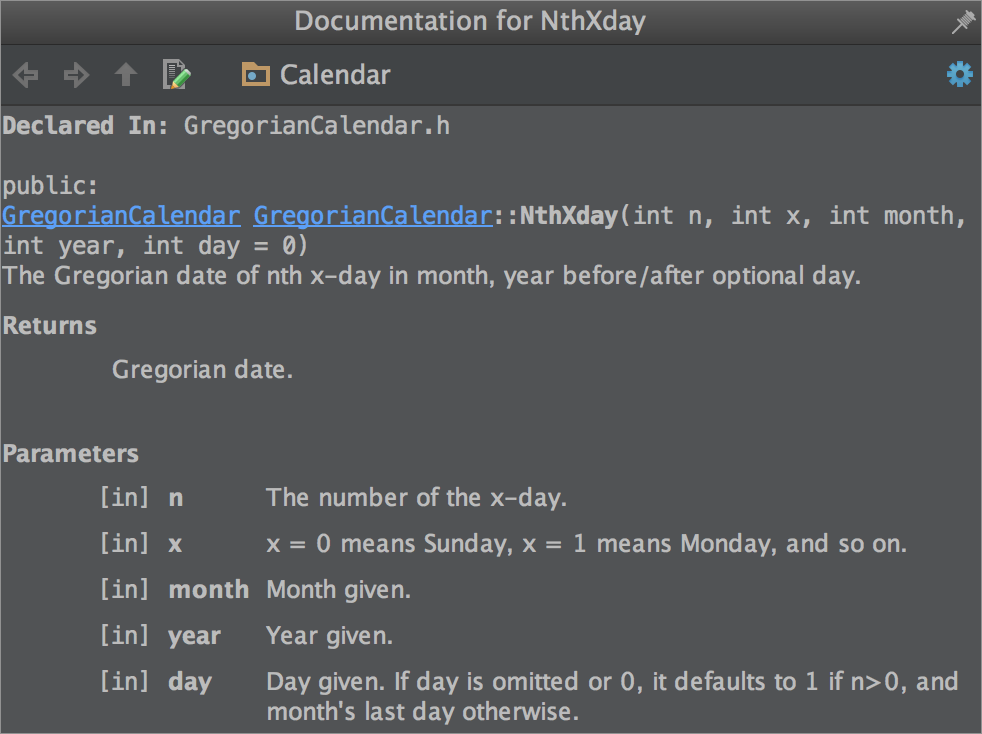 Documentation for NthXday
Calendar
Declared In: GregorianCalendar.h
public:
GregorianCalendar GregorianCalendar::NthXday(int n, int x, int month,
int year, int day = 0)
The Gregorian date of nth x-day in month, year before/after optional day.
Returns
Gregorian date.
Parameters
[in] n The number of the x-day.
[in] x x = 0 means Sunday, x = 1 means Monday, and so on.
[in] month Month given.
[in] year Year given.
[in] day Day given. If day is omitted or 0, it defaults to 1 if n>0, and
month's last day otherwise.